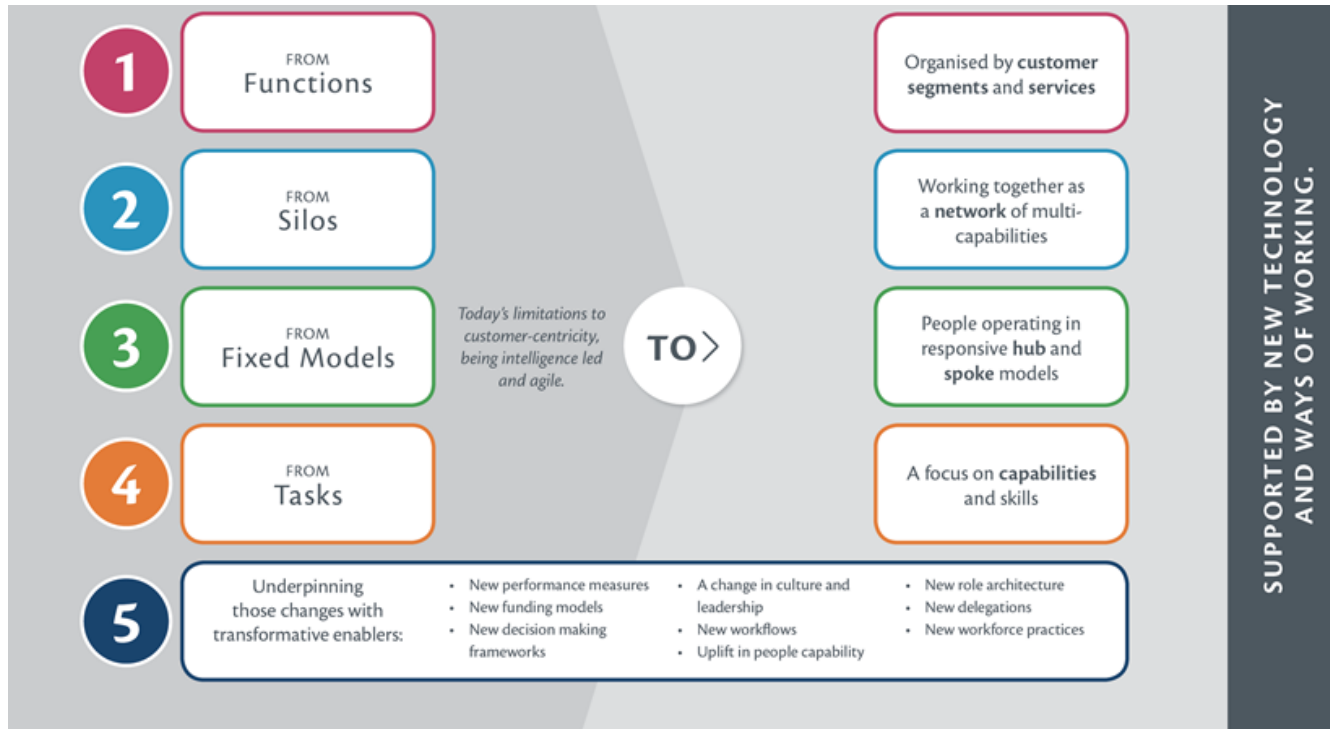 1
FROM
Functions
Organised by customer
segments and services
2
FROM
Silos
Working together as
a network of multi-
capabilities
3
FROM
Fixed Models
Today's limitations to
customer-centricity,
being intelligence led
and agile.
TO>
People operating in
responsive hub and
spoke models
4
FROM
Tasks
A focus on capabilities
and skills
5
Underpinning
those changes with
transformative enablers:
• New performance measures
• New funding models
• New decision making
frameworks
• A change in culture and
leadership
• New workflows
• Uplift in people capability
• New role architecture
• New delegations
• New workforce practices
SUPPORTED BY NEW TECHNOLOGY
AND WAYS OF WORKING.